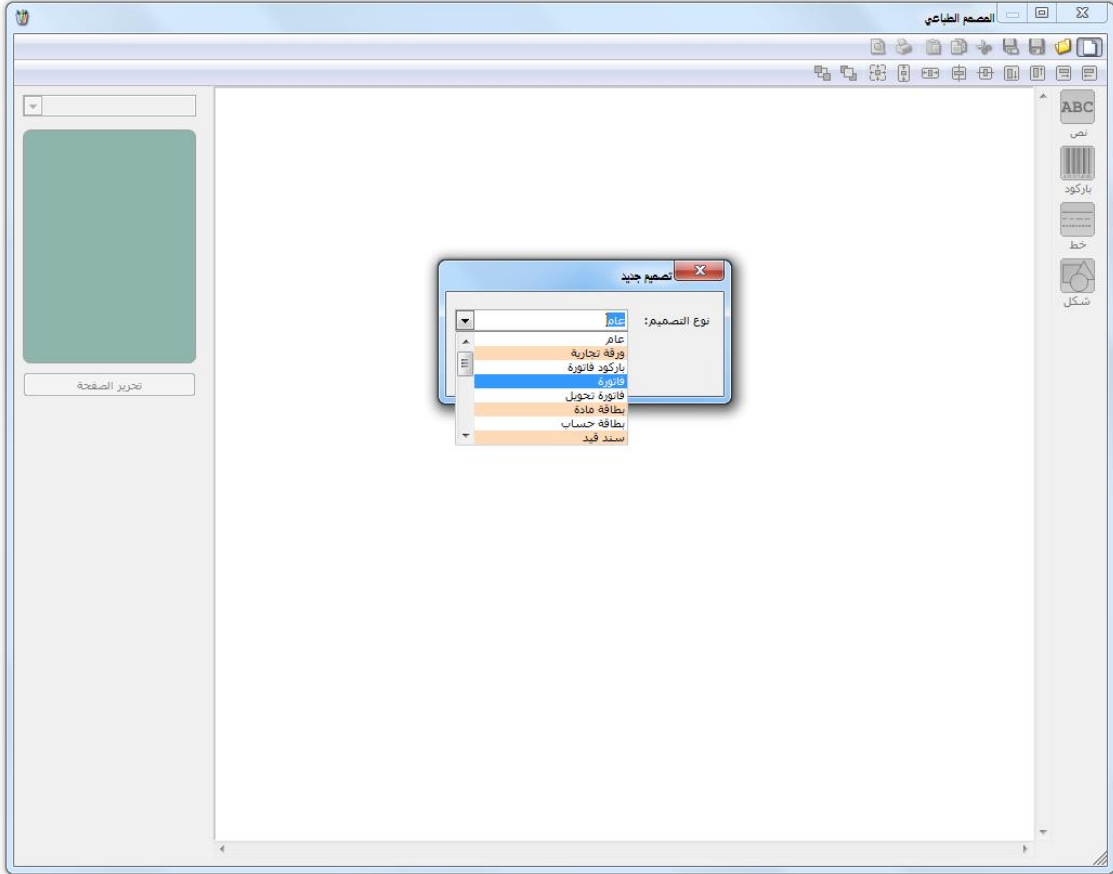 المصمم الطباعي
ABC
نص
باركود
خط
شكل
تحرير الصفحة
تصميم جديد
نوع التصميم:
عام
عام
ورقة تجارية
باركود فاتورة
فاتورة
فاتورة تحويل
بطاقة مادة
بطاقة حساب
سند قيد